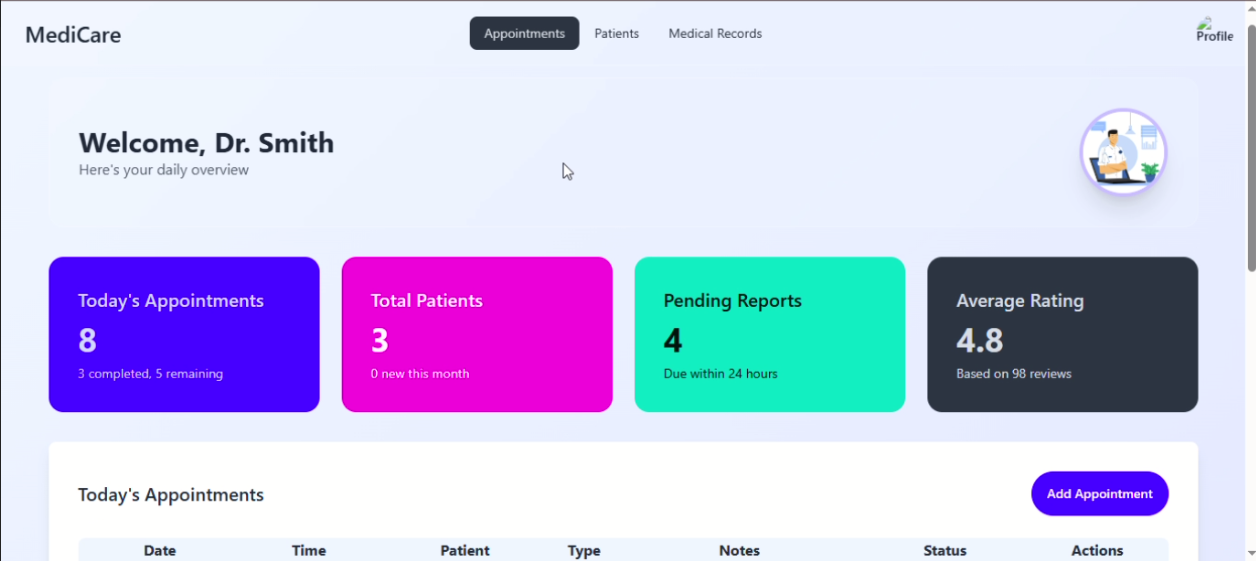 MediCare
Appointments Patients Medical Records
Profile
Welcome, Dr. Smith
Here's your daily overview
Today's Appointments
8
3 completed, 5 remaining
Total Patients
3
0 new this month
Pending Reports
4
Due within 24 hours
Average Rating
4.8
Based on 98 reviews
Today's Appointments
Add Appointment
Date Time Patient Type Notes Status Actions